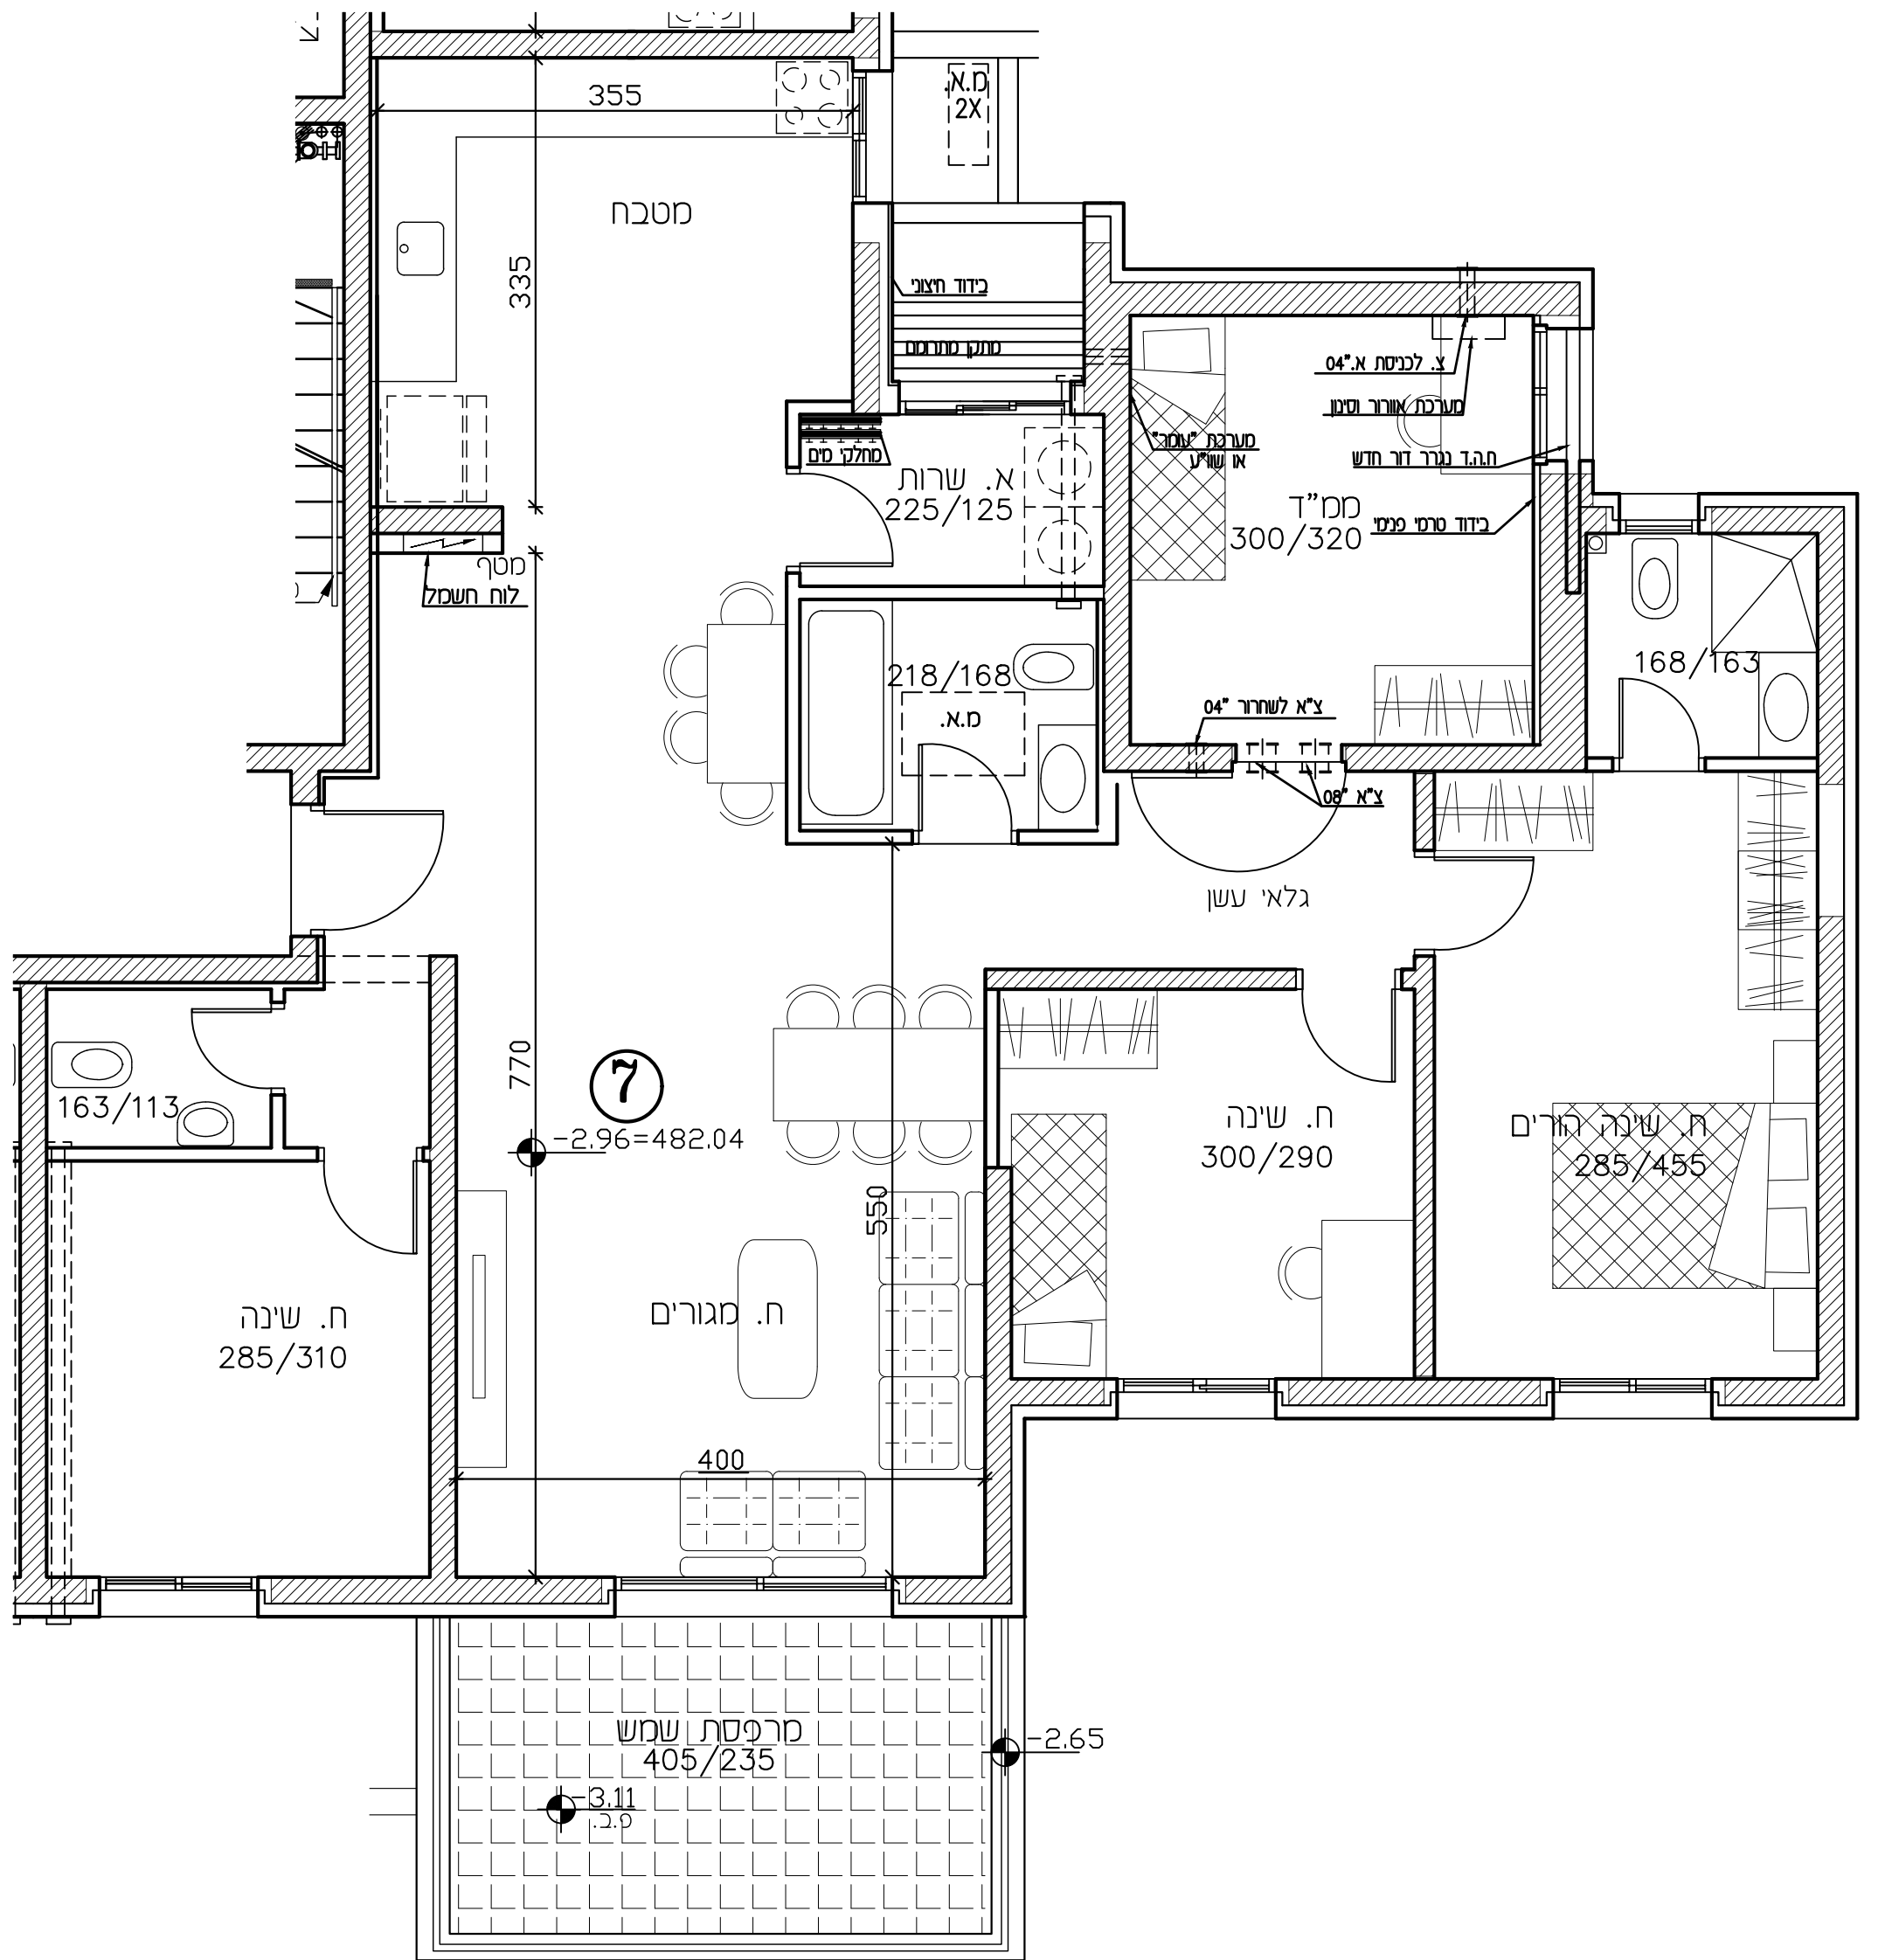 355
מ.א.
2X
מטבח
335
בידוד חיצוני
מתקן מתרומם
צ. לכניסת א."04
מערכת אוורור וסינון
מערכת "עומר"
או שוו"ע
ח.ה.ד נגרר דור חדש
מחלקי מים
א. שרות
225/125
ממ"ד
300/320
בידוד טרמי פנימי
מטף
לוח חשמל
218/168
מ.א.
168/163
צ"א לשחרור "04
צ"א "08
גלאי עשן
770
7
-2.96=482.04
163/113
ח. שינה
300/290
ח. שינה הורים
285/455
550
ח. שינה
285/310
ח. מגורים
400
מרפסת שמש
405/235
-2.65
-3.11
פ.ב.